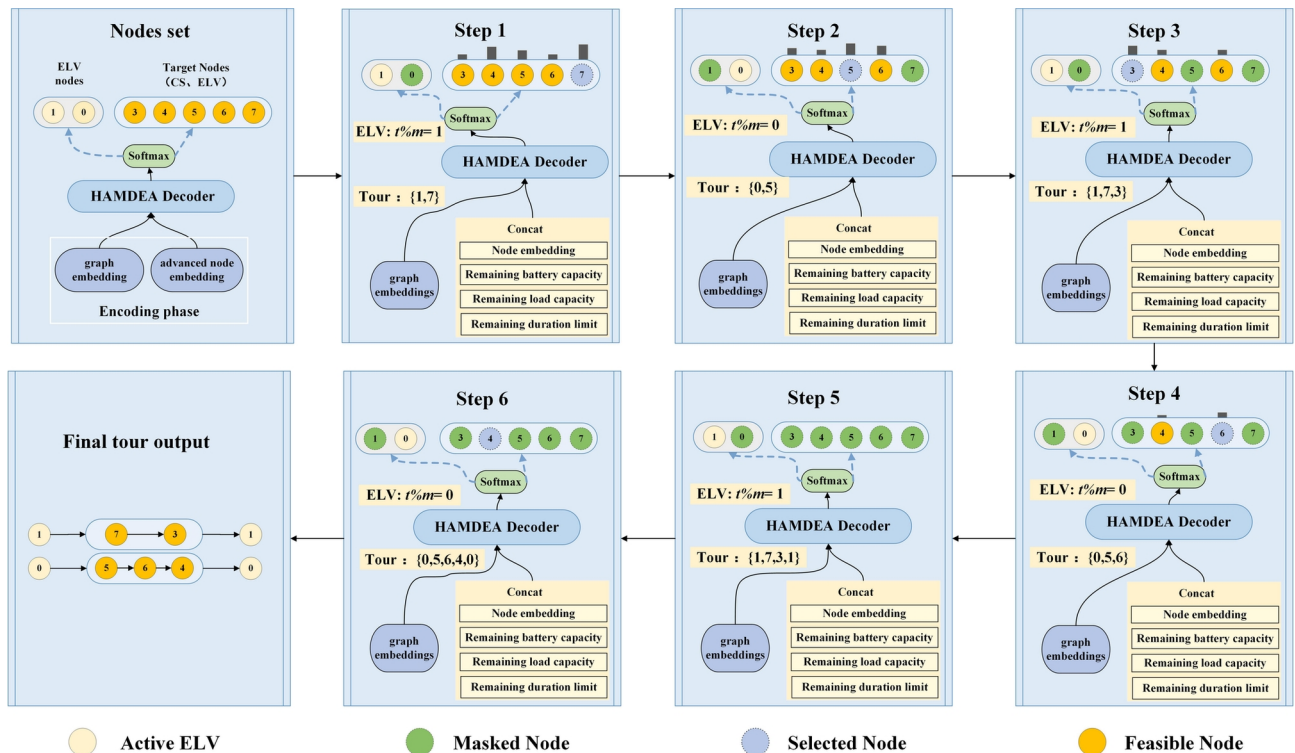 Nodes set
ELV
nodes
Target Nodes
(CS、ELV)
1 0
3 4 5 6 7
Softmax
HAMDEA Decoder
graph
embedding
advanced node
embedding
Encoding phase
Step 1
1 0
3 4 5 6 7
Softmax
ELV: t%m= 1
HAMDEA Decoder
Tour : {1,7}
Concat
Node embedding
Remaining battery capacity
Remaining load capacity
Remaining duration limit
graph
embeddings
Step 2
1 0
3 4 5 6 7
Softmax
ELV: t%m= 0
HAMDEA Decoder
Tour : {0,5}
Concat
Node embedding
Remaining battery capacity
Remaining load capacity
Remaining duration limit
graph
embeddings
Step 3
1 0
3 4 5 6 7
Softmax
ELV: t%m= 1
HAMDEA Decoder
Tour : {1,7,3}
Concat
Node embedding
Remaining battery capacity
Remaining load capacity
Remaining duration limit
graph
embeddings
Step 4
1 0
3 4 5 6 7
Softmax
ELV: t%m= 0
HAMDEA Decoder
Tour : {0,5,6}
Concat
Node embedding
Remaining battery capacity
Remaining load capacity
Remaining duration limit
graph
embeddings
Step 5
1 0
3 4 5 6 7
Softmax
ELV: t%m= 1
HAMDEA Decoder
Tour : {1,7,3,1}
Concat
Node embedding
Remaining battery capacity
Remaining load capacity
Remaining duration limit
graph
embeddings
Step 6
1 0
3 4 5 6 7
Softmax
ELV: t%m= 0
HAMDEA Decoder
Tour : {0,5,6,4,0}
Concat
Node embedding
Remaining battery capacity
Remaining load capacity
Remaining duration limit
graph
embeddings
Final tour output
1 7 3 1
0 5 6 4 0
Active ELV
Masked Node
Selected Node
Feasible Node